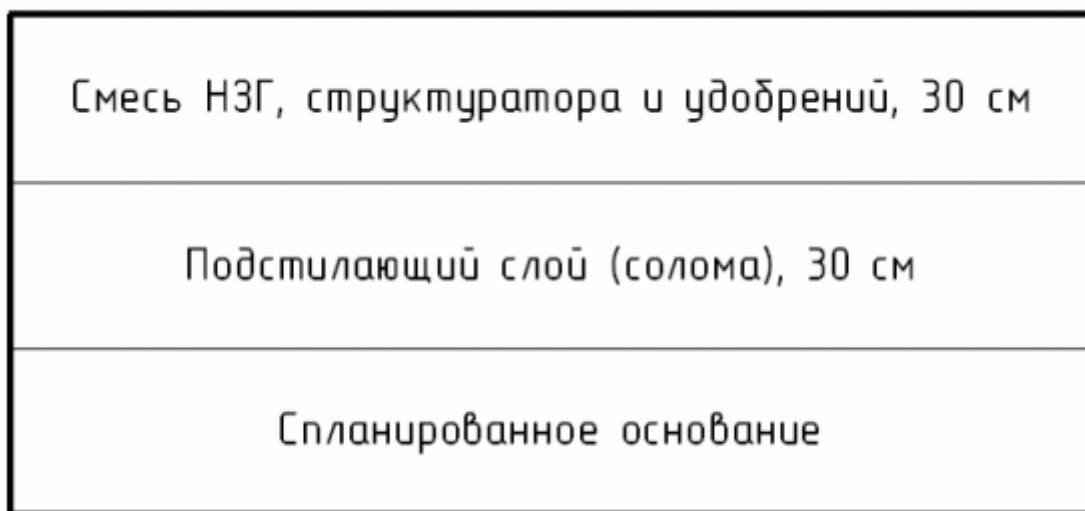 Смесь НЗГ, структуратора и удобрений, 30 см
Подстилающий слой (солома), 30 см
Спланированное основание